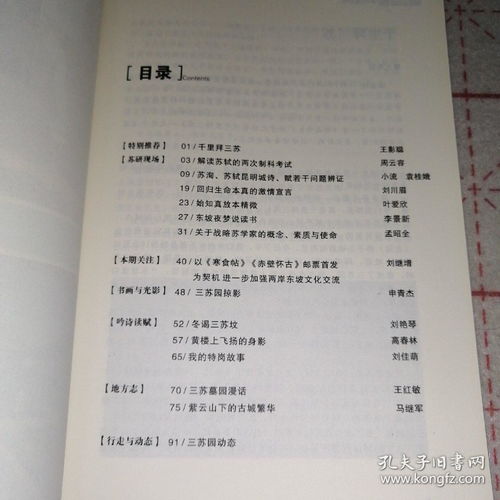 [目录]Contents
【特别推荐】 01/千里拜三苏 王影聪
【苏研现场】 03/解读苏轼的两次制科考试 周云容
09/苏洵、苏轼昆明城诗、赋若干问题辨证 小流 袁桂娥
19/回归生命本真的激情宣言 刘川眉
23/始知真放本精微 叶爱欣
27/东坡夜梦说读书 李景新
31/关于战略苏学家的概念、素质与使命 孟昭全
【本期关注】 40/以《寒食帖》《赤壁怀古》邮票首发 刘继增
为契机 进一步加强两岸东坡文化交流
【书画与光影】 48/三苏园掠影 申青杰
【吟诗读赋】 52/冬谒三苏坟 刘艳琴
57/黄楼上飞扬的身影 高春林
65/我的特岗故事 刘佳萌
【地方志】 70/三苏墓园漫话 王红敏
75/紫云山下的古城繁华 马继军
【行走与动态】 91/三苏园动态
孔夫子旧书网
www.kongfz.com